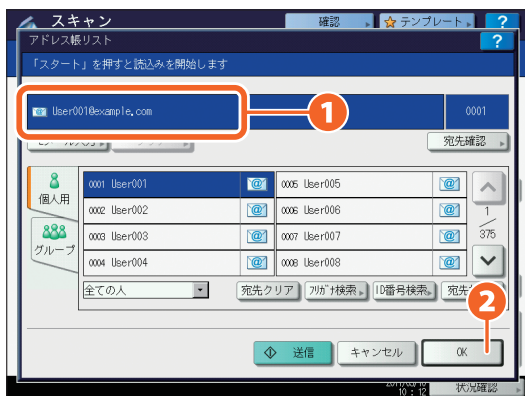 スキャン
確認
テンプレート
?
アドレス帳リスト
?
「スタート」を押すと読込みを開始します
User001@example.com
0001
1
宛先確認
個人用
グループ
0001 User001
0005 User005
0002 User002
0006 User006
0003 User003
0007 User007
0004 User004
0008 User008
1
375
全ての人
宛先クリア
フリガナ検索
ID番号検索
宛先
2
送信
キャンセル
OK
10 : 12
状況確認